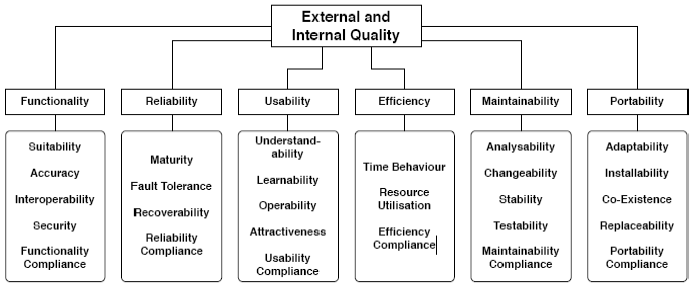 External and
Internal Quality
Functionality
Reliability
Usability
Efficiency
Maintainability
Portability
Suitability
Accuracy
Interoperability
Security
Functionality
Compliance
Maturity
Fault Tolerance
Recoverability
Reliability
Compliance
Understand-
ability
Learnability
Operability
Attractiveness
Usability
Compliance
Time Behaviour
Resource
Utilisation
Efficiency
Compliance
Analysability
Changeability
Stability
Testability
Maintainability
Compliance
Adaptability
Installability
Co-Existence
Replaceability
Portability
Compliance